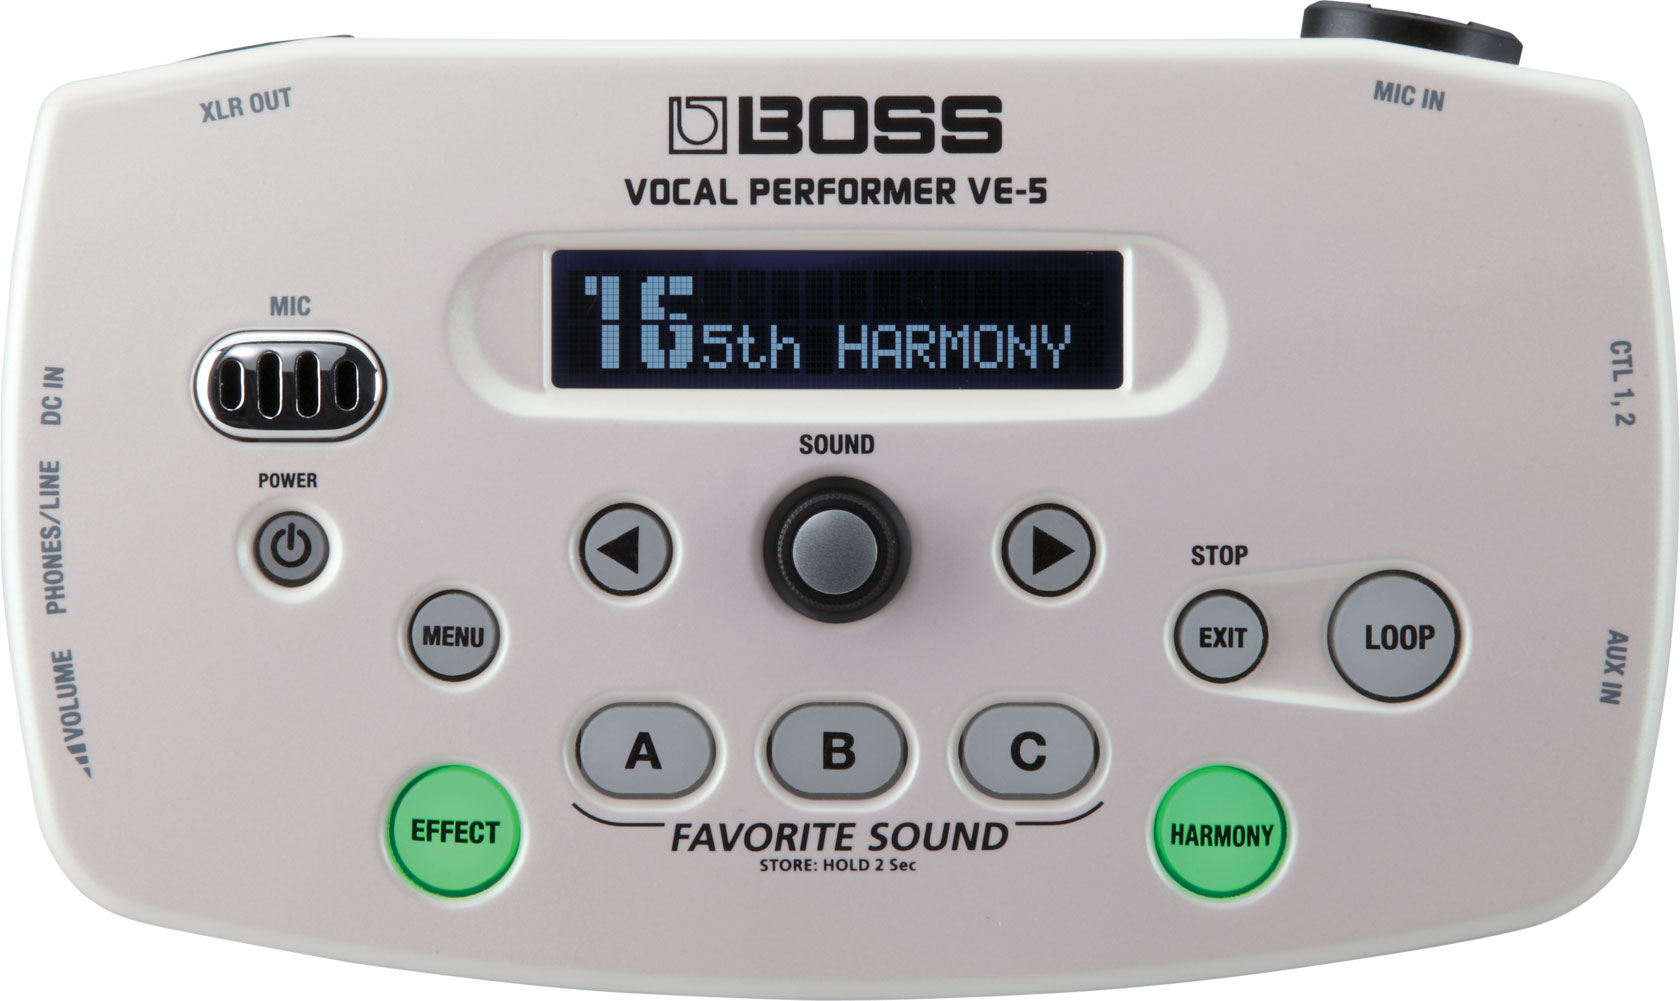 XLR OUT
MIC IN
BOSS
VOCAL PERFORMER VE-5
16 5th HARMONY
MIC
DC IN
CTL 1, 2
SOUND
POWER
PHONES/LINE
STOP
MENU
EXIT
LOOP
VOLUME
AUX IN
A
B
C
EFFECT
HARMONY
FAVORITE SOUND
STORE: HOLD 2 Sec